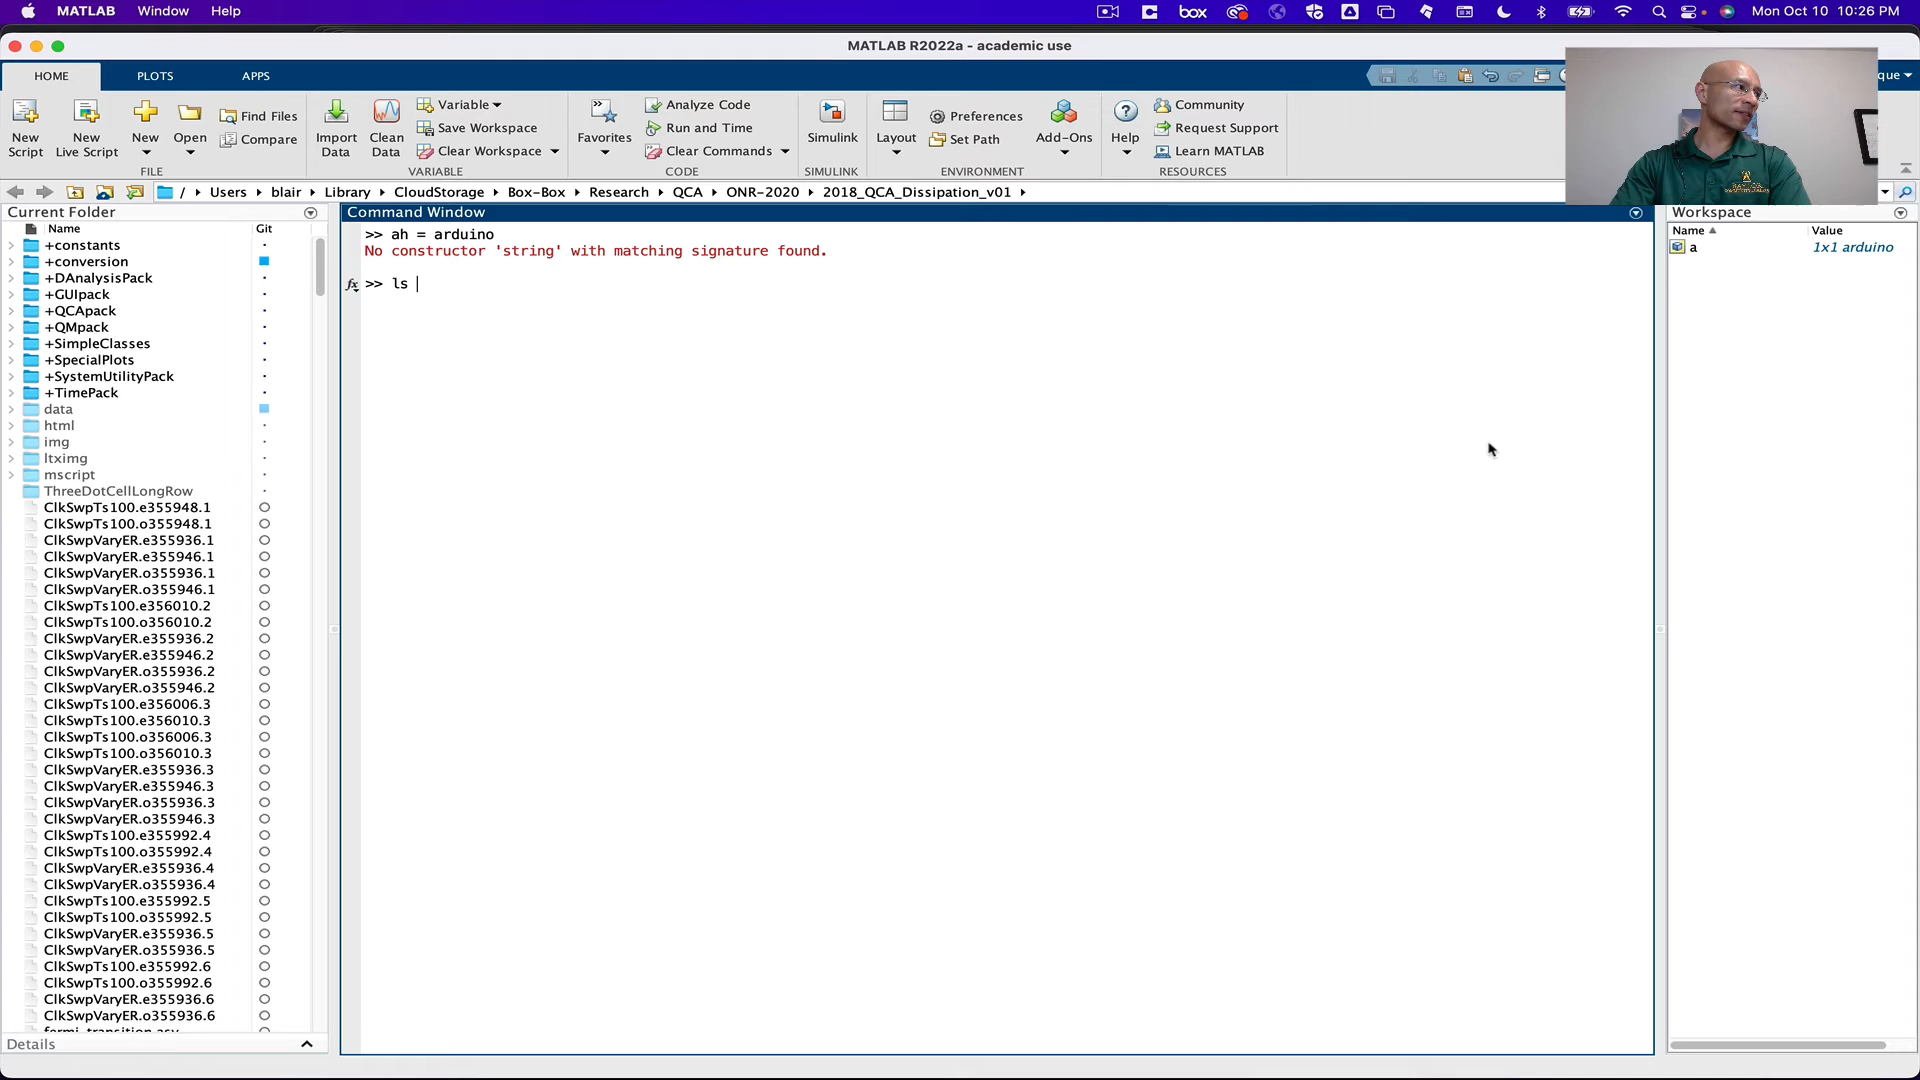 MATLAB Window Help
box
Mon Oct 10 10:26 PM
MATLAB R2022a - academic use
HOME PLOTS APPS
que
New Script
New Live Script
New
Open
Find Files
Compare
FILE
Import Data
Clean Data
Variable
Save Workspace
Clear Workspace
VARIABLE
Favorites
Analyze Code
Run and Time
Clear Commands
CODE
Simulink
SIMULINK
Layout
Preferences
Set Path
Add-Ons
ENVIRONMENT
Help
Community
Request Support
Learn MATLAB
RESOURCES
/ Users blair Library CloudStorage Box-Box Research QCA ONR-2020 2018_QCA_Dissipation_v01
Current Folder
Name Git
+constants
+conversion
+DAnalysisPack
+GUIpack
+QCApack
+QMpack
+SimpleClasses
+SpecialPlots
+SystemUtilityPack
+TimePack
data
html
img
ltximg
mscript
ThreeDotCellLongRow
ClkSwpTs100.e355948.1
ClkSwpTs100.o355948.1
ClkSwpVaryER.e355936.1
ClkSwpVaryER.e355946.1
ClkSwpVaryER.o355936.1
ClkSwpVaryER.o355946.1
ClkSwpTs100.e356010.2
ClkSwpTs100.o356010.2
ClkSwpVaryER.e355936.2
ClkSwpVaryER.e355946.2
ClkSwpVaryER.o355936.2
ClkSwpVaryER.o355946.2
ClkSwpTs100.e356006.3
ClkSwpTs100.e356010.3
ClkSwpTs100.o356006.3
ClkSwpTs100.o356010.3
ClkSwpVaryER.e355936.3
ClkSwpVaryER.e355946.3
ClkSwpVaryER.o355936.3
ClkSwpVaryER.o355946.3
ClkSwpTs100.e355992.4
ClkSwpTs100.o355992.4
ClkSwpVaryER.e355936.4
ClkSwpVaryER.o355936.4
ClkSwpTs100.e355992.5
ClkSwpTs100.o355992.5
ClkSwpVaryER.e355936.5
ClkSwpVaryER.o355936.5
ClkSwpTs100.e355992.6
ClkSwpTs100.o355992.6
ClkSwpVaryER.e355936.6
ClkSwpVaryER.o355936.6
Details
Command Window
>> ah = arduino
No constructor 'string' with matching signature found.
fx >> ls
Workspace
Name Value
a 1x1 arduino